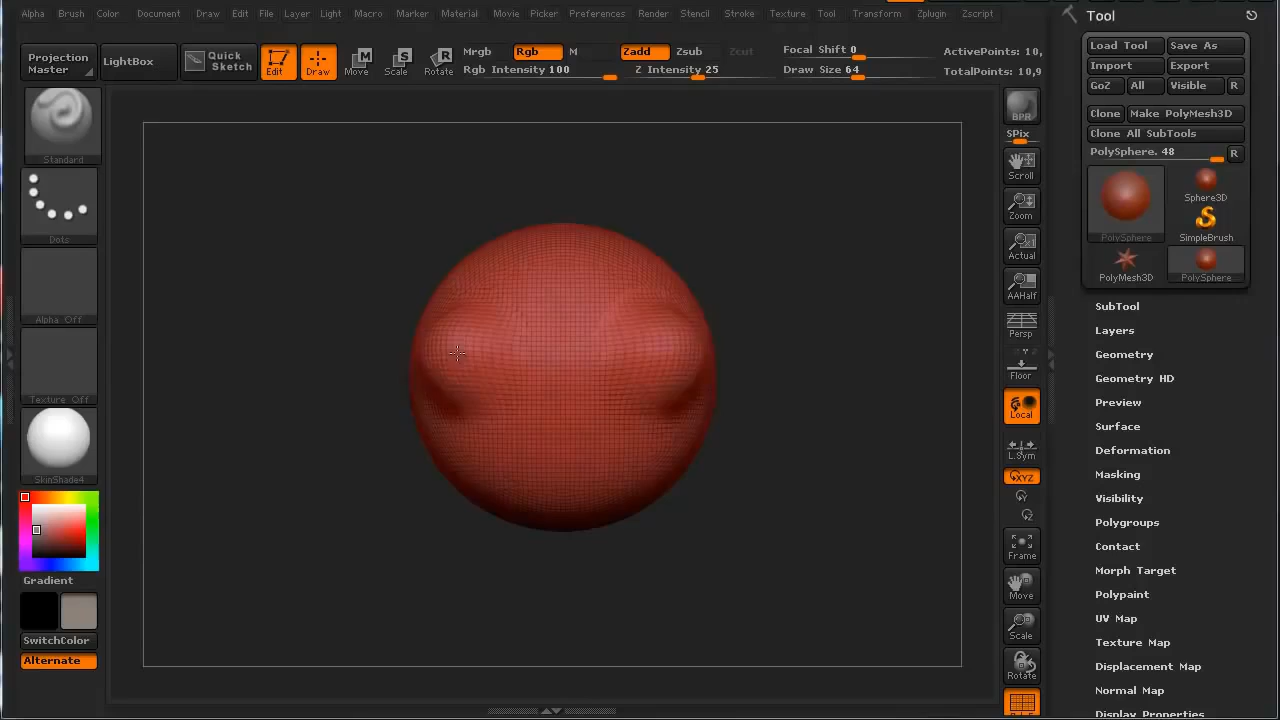 Alpha Brush Color Document Draw Edit File Layer Light Macro Marker Material Movie Picker Preferences Render Stencil Stroke Texture Tool Transform Zplugin Zscript
Tool
Projection Master
LightBox
Quick Sketch
Edit
Draw
Move
Scale
Rotate
Mrgb Rgb M
Rgb Intensity 100
Zadd Zsub Zcut
Z Intensity 25
Focal Shift 0
Draw Size 64
ActivePoints: 10,
TotalPoints: 10,9
Load Tool Save As
Import Export
GoZ All Visible R
Clone Make PolyMesh3D
Clone All SubTools
PolySphere. 48 R
PolySphere
Sphere3D
SimpleBrush
PolyMesh3D
PolySphere
SubTool
Layers
Geometry
Geometry HD
Preview
Surface
Deformation
Masking
Visibility
Polygroups
Contact
Morph Target
Polypaint
UV Map
Texture Map
Displacement Map
Normal Map
Display Properties
Standard
Dots
Alpha Off
Texture Off
SkinShade4
Gradient
SwitchColor
Alternate
BPR
SPix
Scroll
Zoom
Actual
AAHalf
Persp
Floor
Local
L.Sym
XYZ
Y
Z
Frame
Move
Scale
Rotate